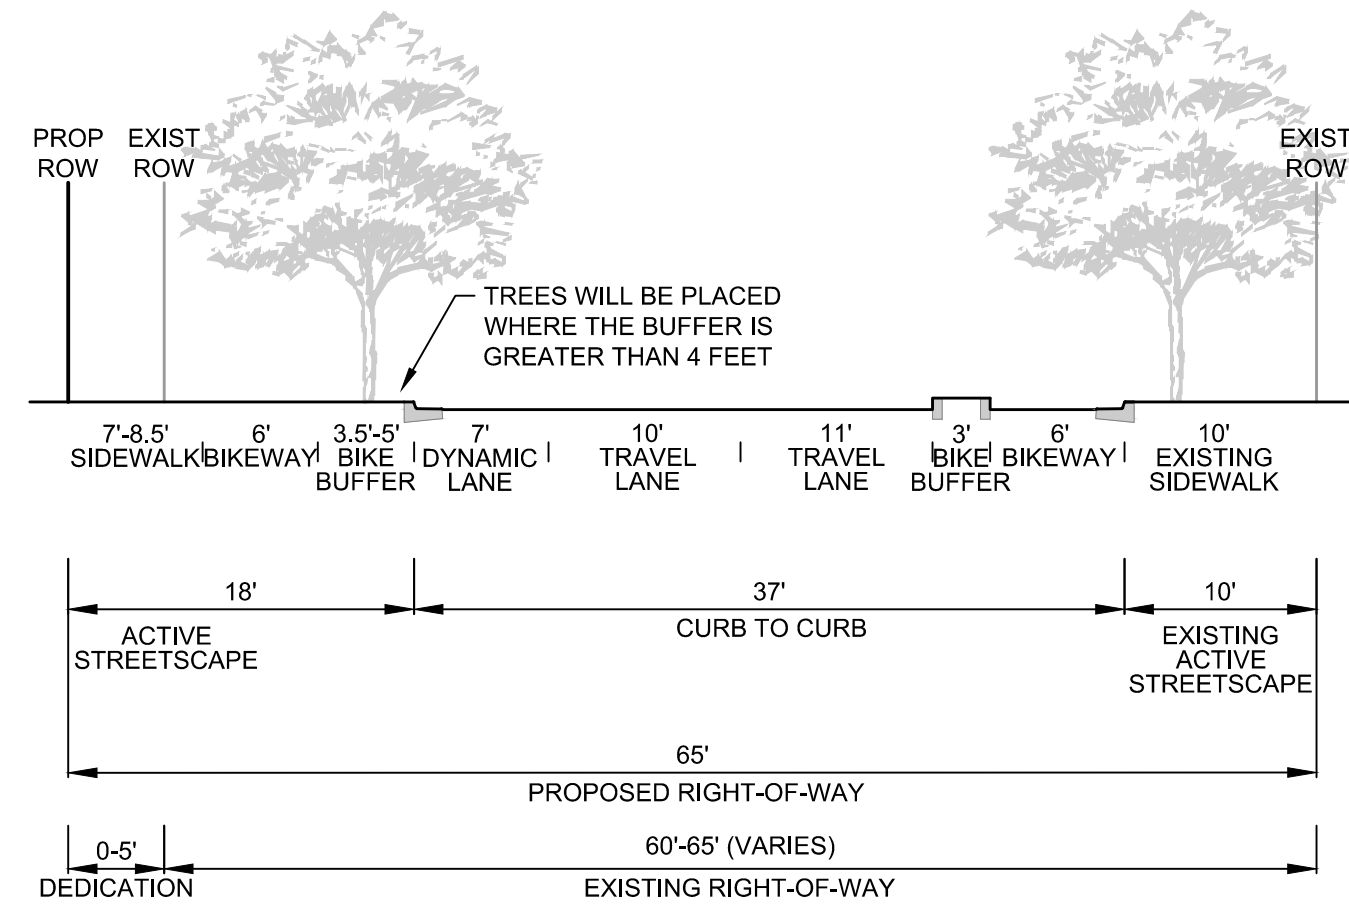 PROP
ROW
EXIST
ROW
EXIST
ROW
TREES WILL BE PLACED
WHERE THE BUFFER IS
GREATER THAN 4 FEET
7'-8.5'
SIDEWALK
6'
BIKEWAY
3.5'-5'
BIKE
BUFFER
7'
DYNAMIC
LANE
10'
TRAVEL
LANE
11'
TRAVEL
LANE
3'
BIKE
BUFFER
6'
BIKEWAY
10'
EXISTING
SIDEWALK
18'
ACTIVE
STREETSCAPE
37'
CURB TO CURB
10'
EXISTING
ACTIVE
STREETSCAPE
65'
PROPOSED RIGHT-OF-WAY
0-5'
DEDICATION
60'-65' (VARIES)
EXISTING RIGHT-OF-WAY